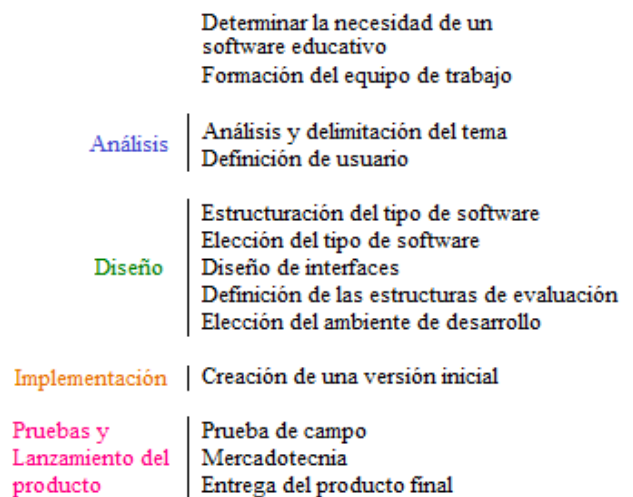 Determinar la necesidad de un
software educativo
Formación del equipo de trabajo
Análisis
Análisis y delimitación del tema
Definición de usuario
Diseño
Estructuración del tipo de software
Elección del tipo de software
Diseño de interfaces
Definición de las estructuras de evaluación
Elección del ambiente de desarrollo
Implementación
Creación de una versión inicial
Pruebas y
Lanzamiento del
producto
Prueba de campo
Mercadotecnia
Entrega del producto final